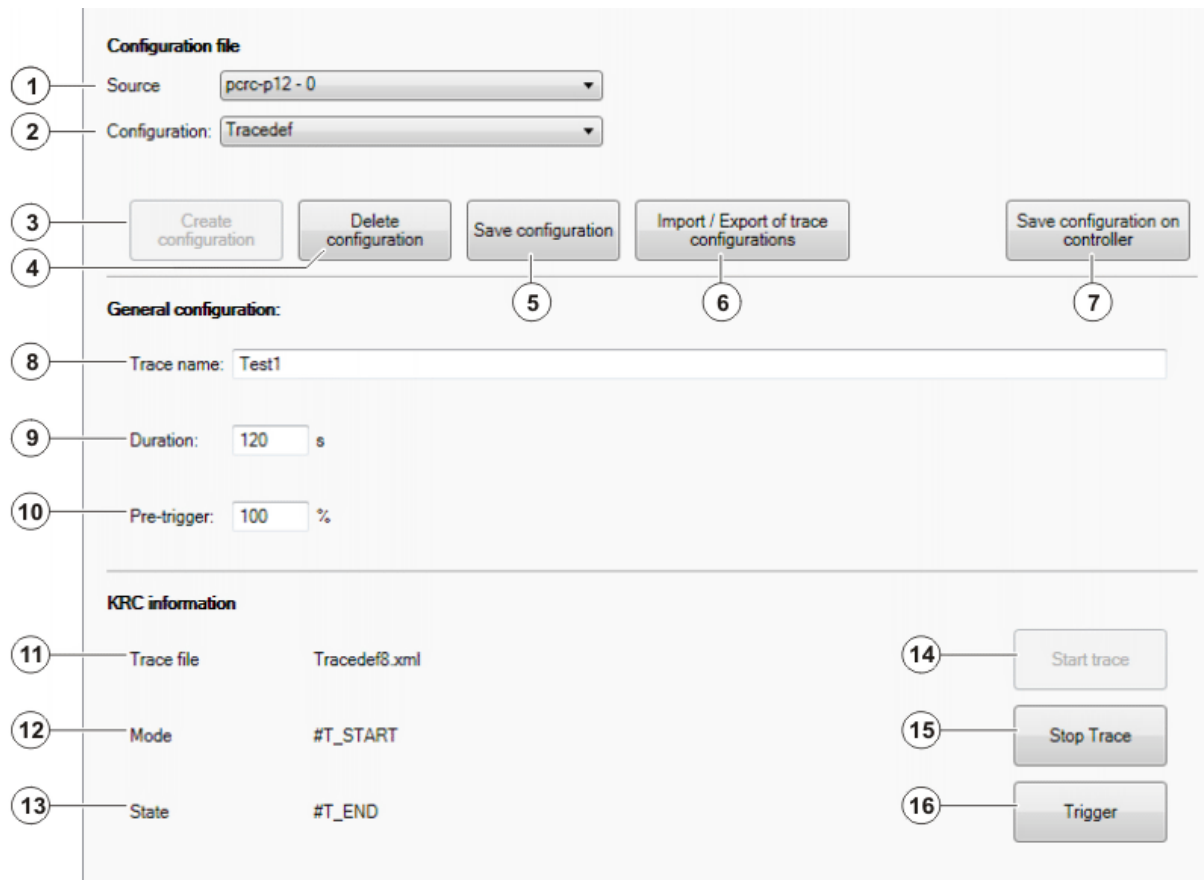 Configuration file
1 Source pcrc-p12 - 0
2 Configuration: Tracedef
3 Create configuration
4 Delete configuration
5 Save configuration
6 Import / Export of trace configurations
7 Save configuration on controller
General configuration:
8 Trace name: Test1
9 Duration: 120 s
10 Pre-trigger: 100 %
KRC information
11 Trace file Tracedef8.xml
14 Start trace
12 Mode #T_START
15 Stop Trace
13 State #T_END
16 Trigger